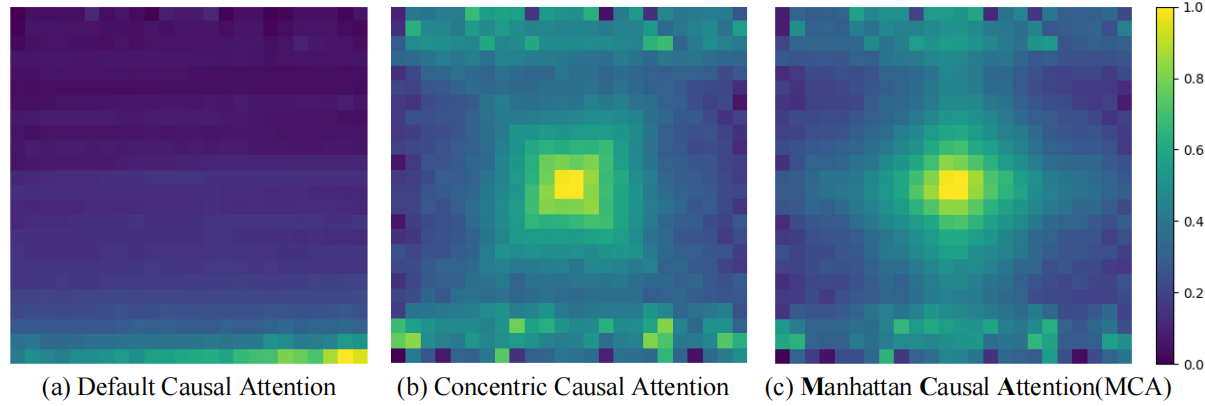 1.0
0.8
0.6
0.4
0.2
0.0
(a) Default Causal Attention
(b) Concentric Causal Attention
(c) Manhattan Causal Attention(MCA)